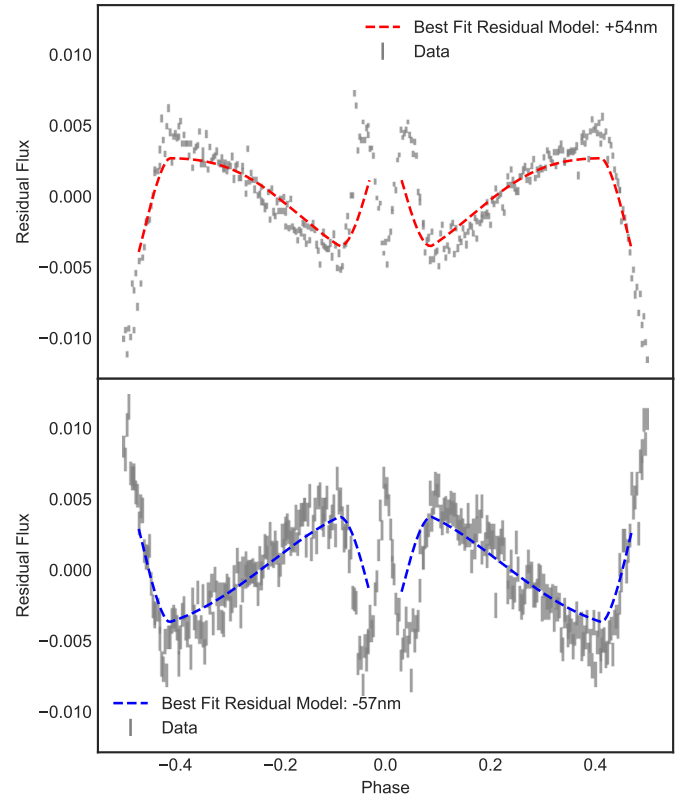 Best Fit Residual Model: +54nm
Data
0.010
0.005
0.000
−0.005
−0.010
Residual Flux
0.010
0.005
0.000
−0.005
−0.010
Residual Flux
Best Fit Residual Model: -57nm
Data
−0.4 −0.2 0.0 0.2 0.4
Phase